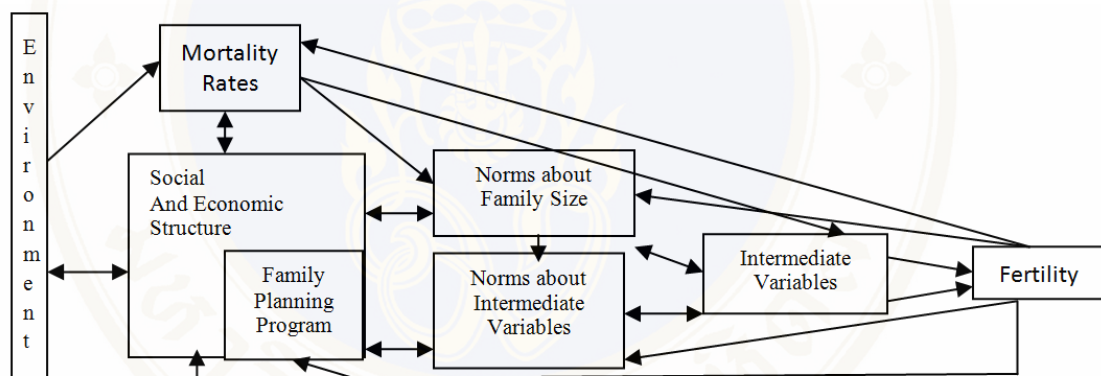 Environment
Mortality
Rates
Social
And Economic
Structure
Family
Planning
Program
Norms about
Family Size
Norms about
Intermediate
Variables
Intermediate
Variables
Fertility